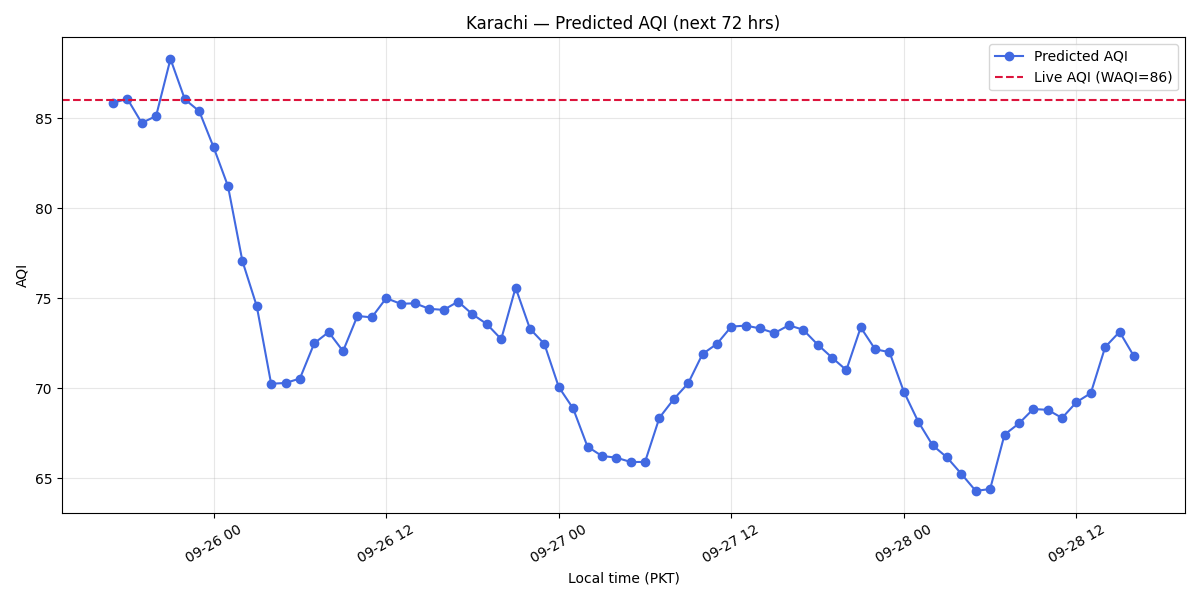 Karachi — Predicted AQI (next 72 hrs)
Predicted AQI
Live AQI (WAQI=86)
85
80
75
70
65
AQI
09-26 00
09-26 12
09-27 00
09-27 12
09-28 00
09-28 12
Local time (PKT)